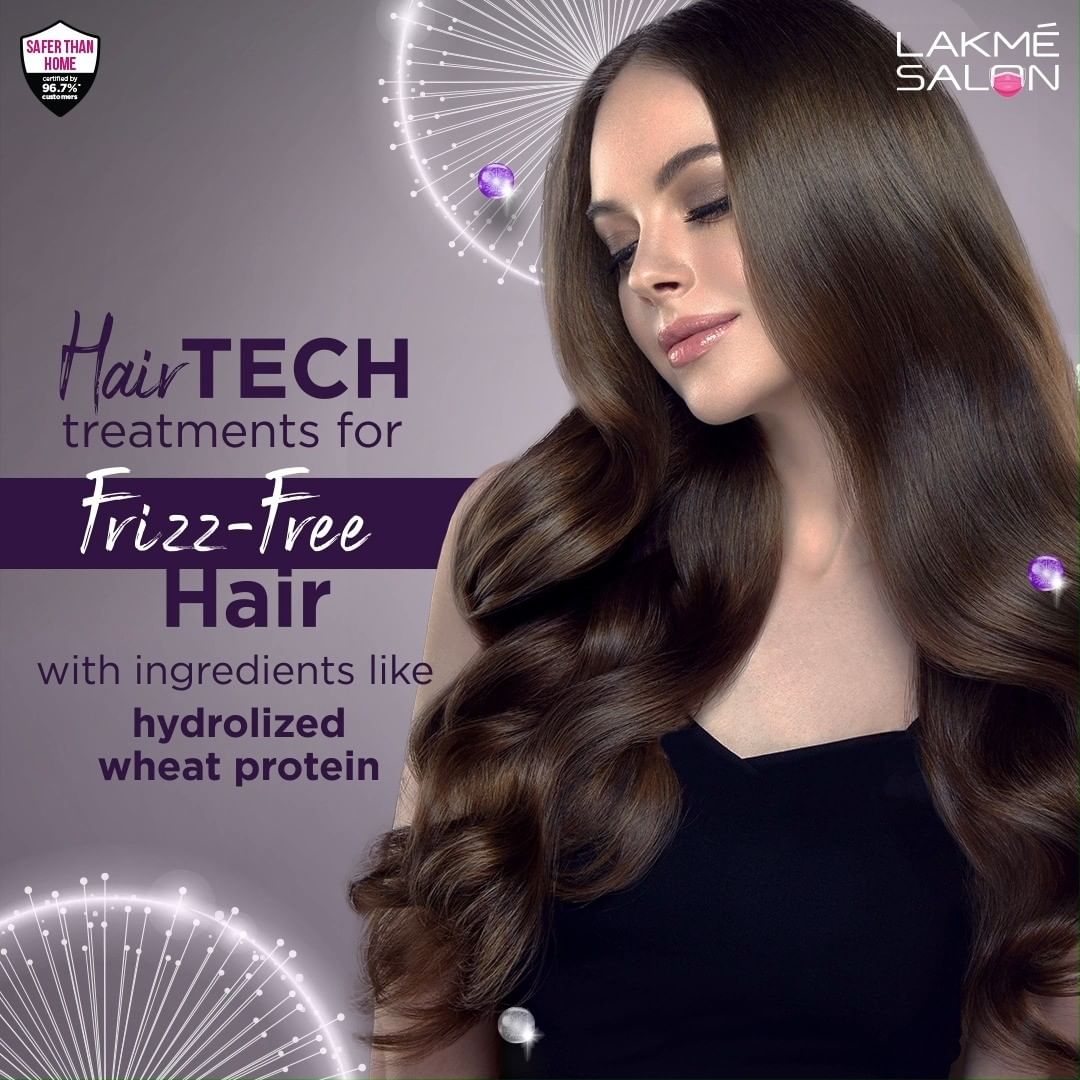 SAFER THAN
HOME
certified by
96.7%*
customers
LAKMÉ
SALON
HairTECH
treatments for
Frizz-Free
Hair
with ingredients like
hydrolized
wheat protein